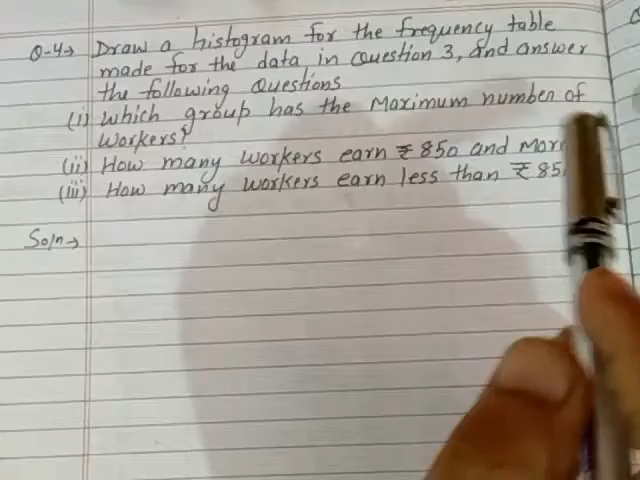 Q-4→ Draw a histogram for the frequency table
made for the data in Question 3, and answer
the following Questions
(i) which group has the Maximum number of
Workers?
(ii) How many workers earn ₹ 850 and Mor
(iii) How many workers earn less than ₹ 85
Soln→